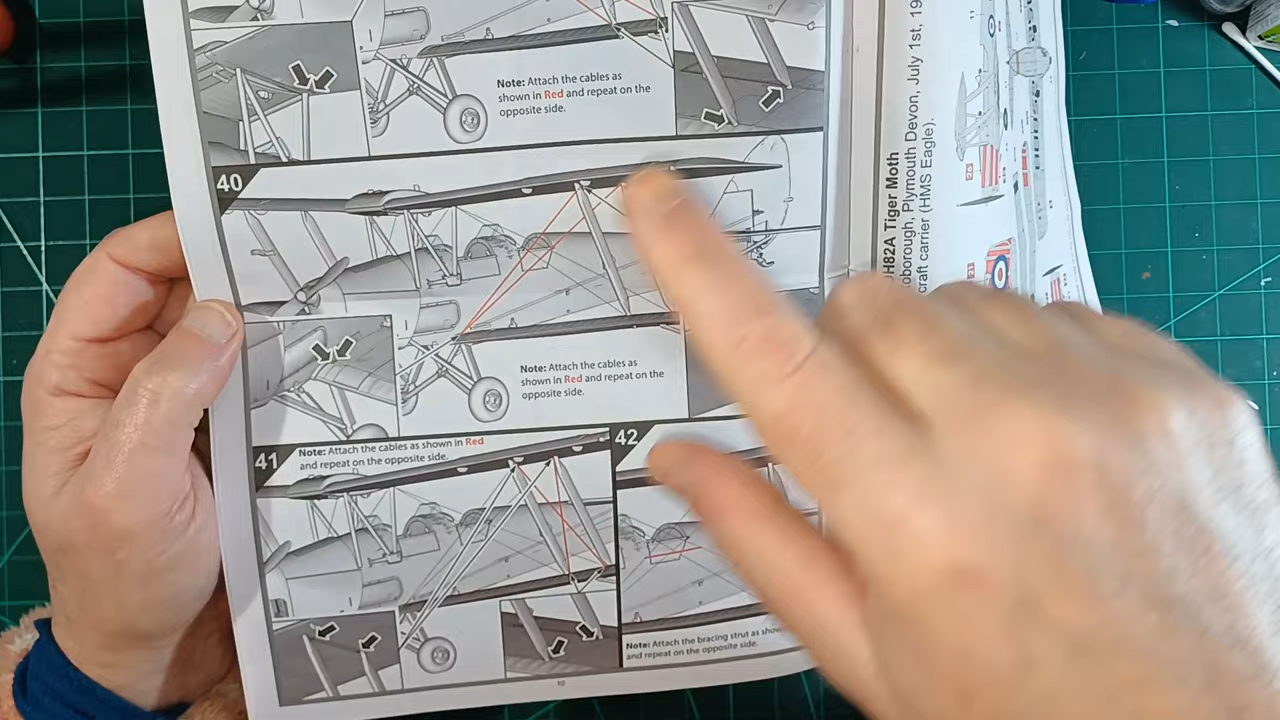 Note: Attach the cables as
shown in Red and repeat on the
opposite side.
40
Note: Attach the cables as
shown in Red and repeat on the
opposite side.
41
Note: Attach the cables as shown in Red
and repeat on the opposite side.
42
Note: Attach the bracing strut as
and repeat on the opposite side.
10
H82A Tiger Moth
oborough, Plymouth Devon, July 1st, 19
craft carrier (HMS Eagle).